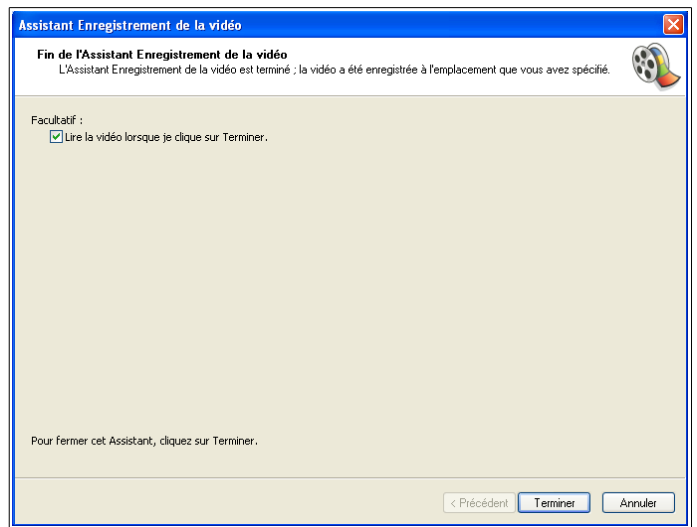 Assistant Enregistrement de la vidéo
Fin de l'Assistant Enregistrement de la vidéo
L'Assistant Enregistrement de la vidéo est terminé ; la vidéo a été enregistrée à l'emplacement que vous avez spécifié.
Facultatif :
Lire la vidéo lorsque je clique sur Terminer.
Pour fermer cet Assistant, cliquez sur Terminer.
< Précédent Terminer Annuler